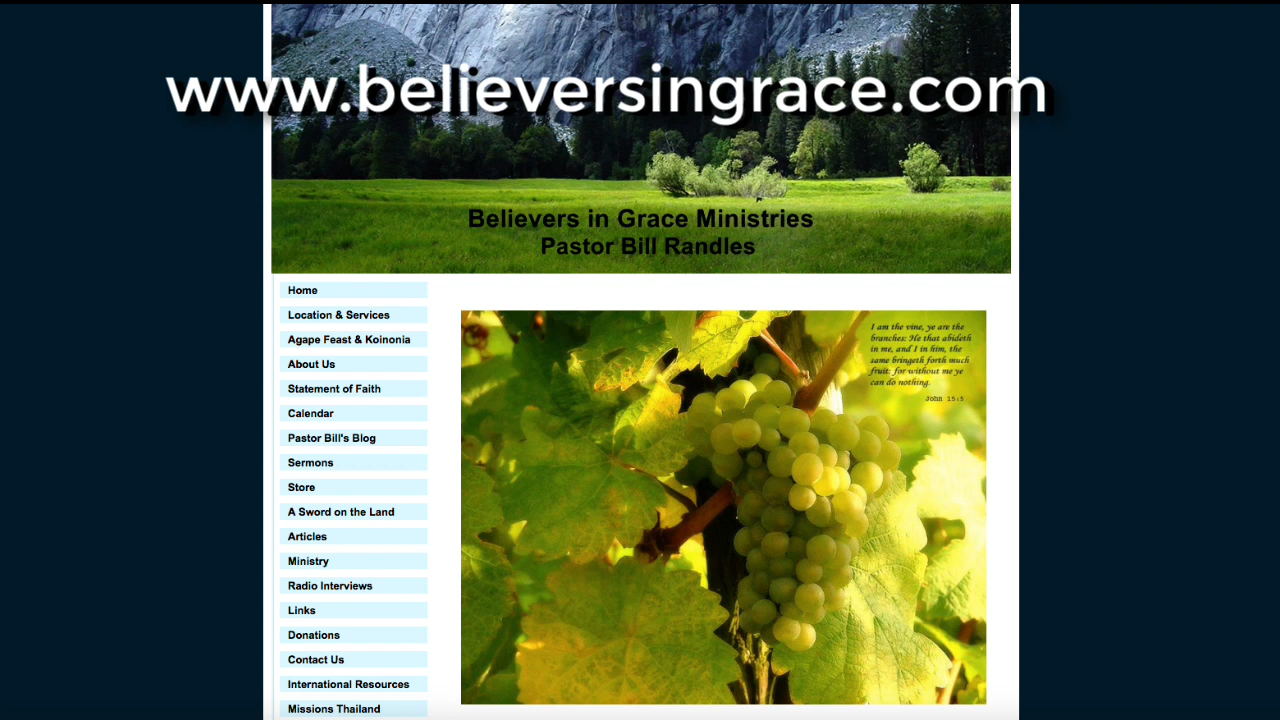 www.believersingrace.com
Believers in Grace Ministries
Pastor Bill Randles
Home
Location & Services
Agape Feast & Koinonia
About Us
Statement of Faith
Calendar
Pastor Bill's Blog
Sermons
Store
A Sword on the Land
Articles
Ministry
Radio Interviews
Links
Donations
Contact Us
International Resources
Missions Thailand
I am the vine, ye are the
branches: He that abideth
in me, and I in him, the
same bringeth forth much
fruit: for without me ye
can do nothing.
John 15:5